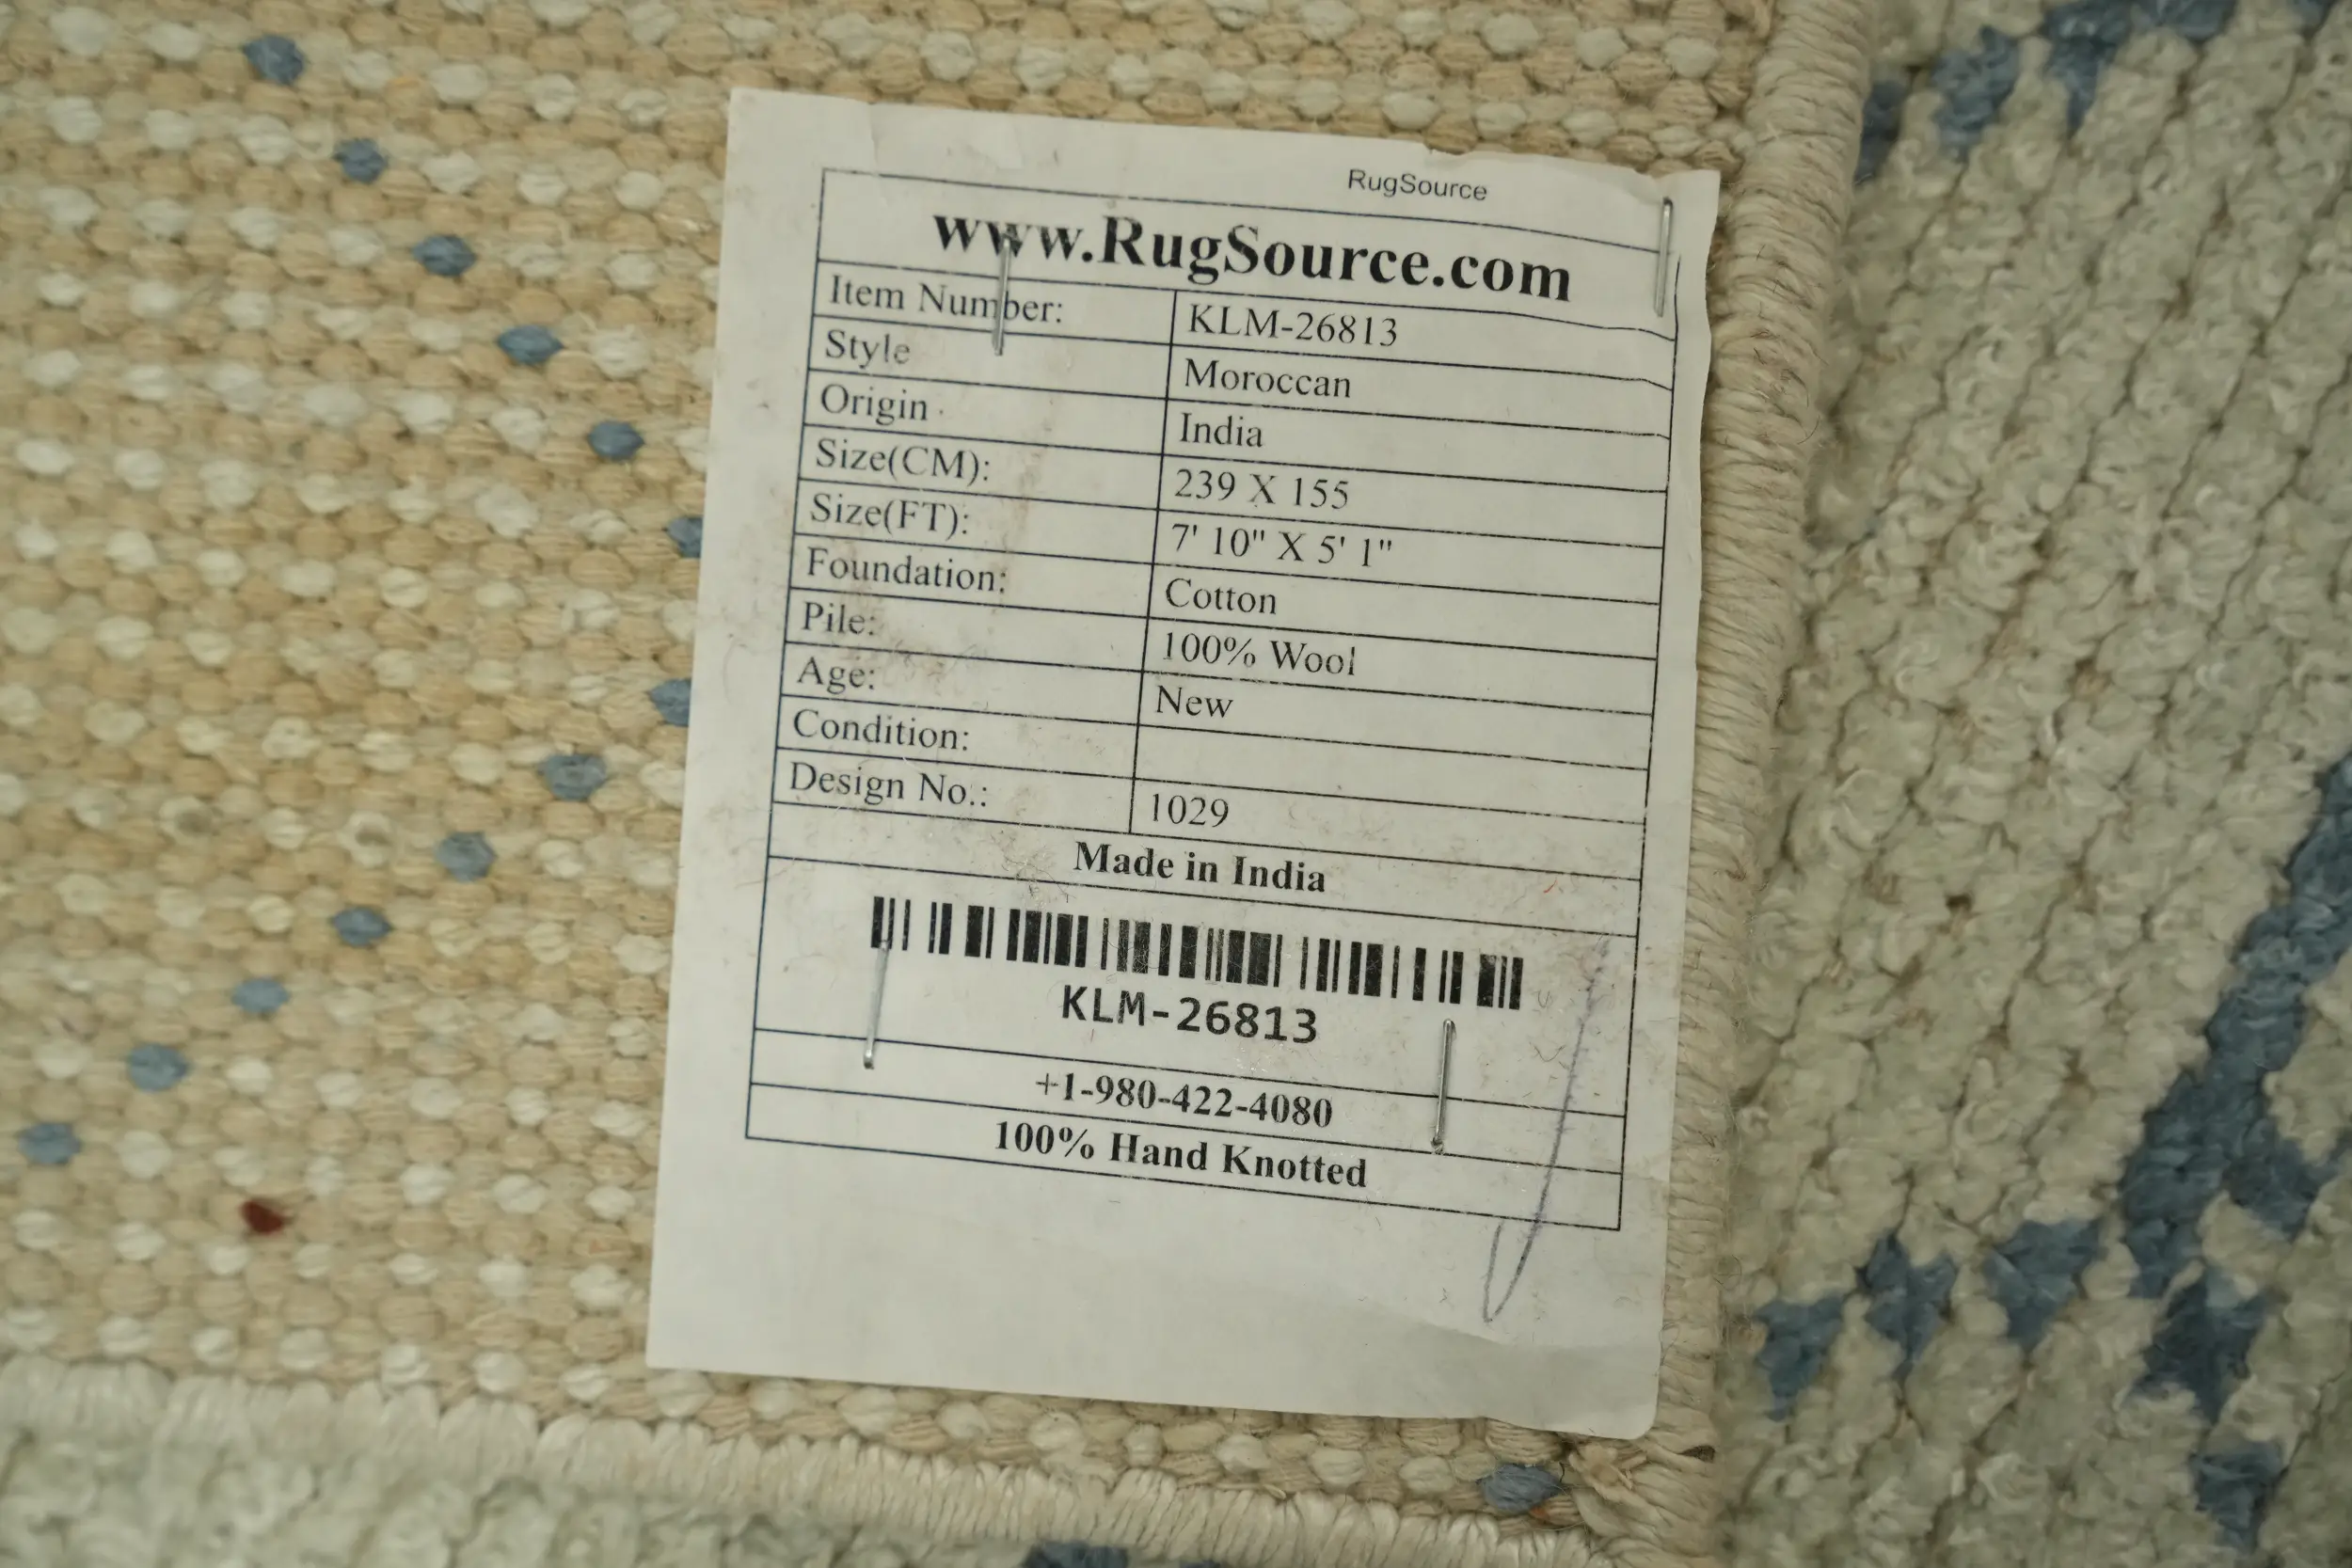 RugSource
www.RugSource.com
Item Number: KLM-26813
Style Moroccan
Origin India
Size(CM): 239 X 155
Size(FT): 7' 10" X 5' 1"
Foundation: Cotton
Pile: 100% Wool
Age: New
Condition:
Design No.: 1029
Made in India
KLM-26813
+1-980-422-4080
100% Hand Knotted